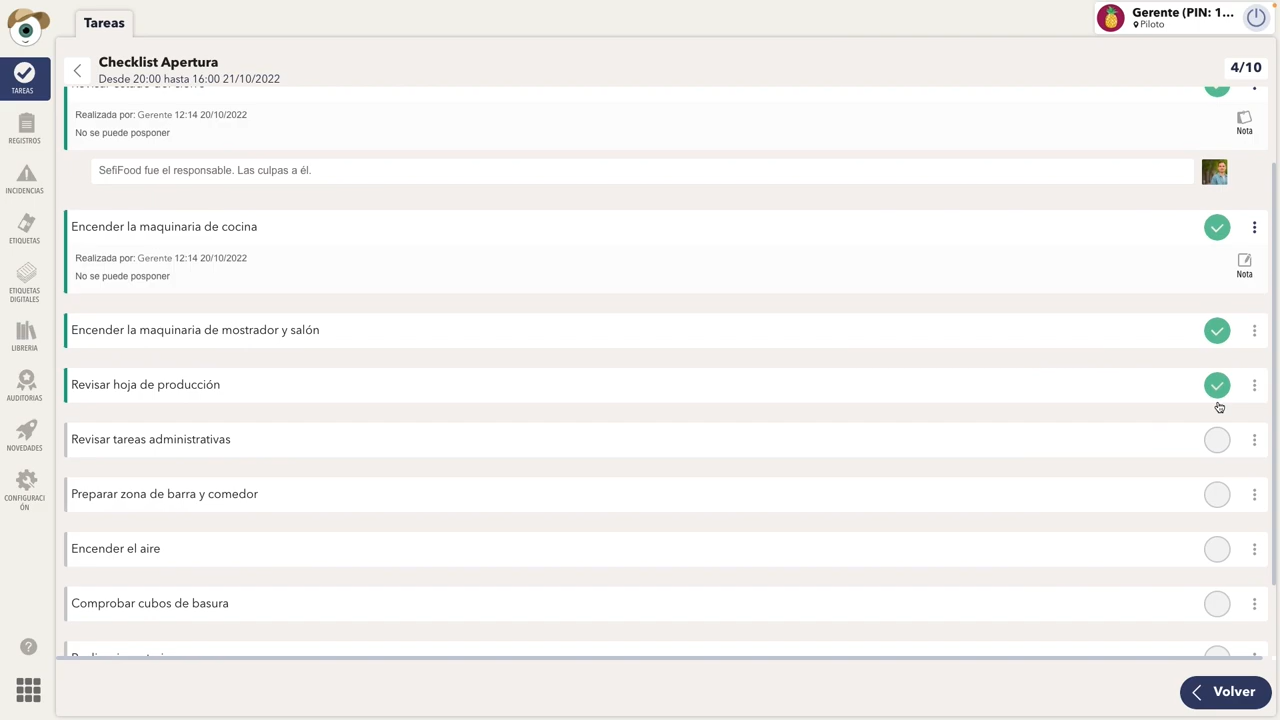 Tareas
Gerente (PIN: 1...
Piloto
Checklist Apertura
Desde 20:00 hasta 16:00 21/10/2022
4/10
TAREAS
REGISTROS
INCIDENCIAS
ETIQUETAS
ETIQUETAS
DIGITALES
LIBRERIA
AUDITORIAS
NOVEDADES
CONFIGURACI
ÓN
Realizada por: Gerente 12:14 20/10/2022
No se puede posponer
Nota
SefiFood fue el responsable. Las culpas a él.
Encender la maquinaria de cocina
Realizada por: Gerente 12:14 20/10/2022
No se puede posponer
Nota
Encender la maquinaria de mostrador y salón
Revisar hoja de producción
Revisar tareas administrativas
Preparar zona de barra y comedor
Encender el aire
Comprobar cubos de basura
Volver